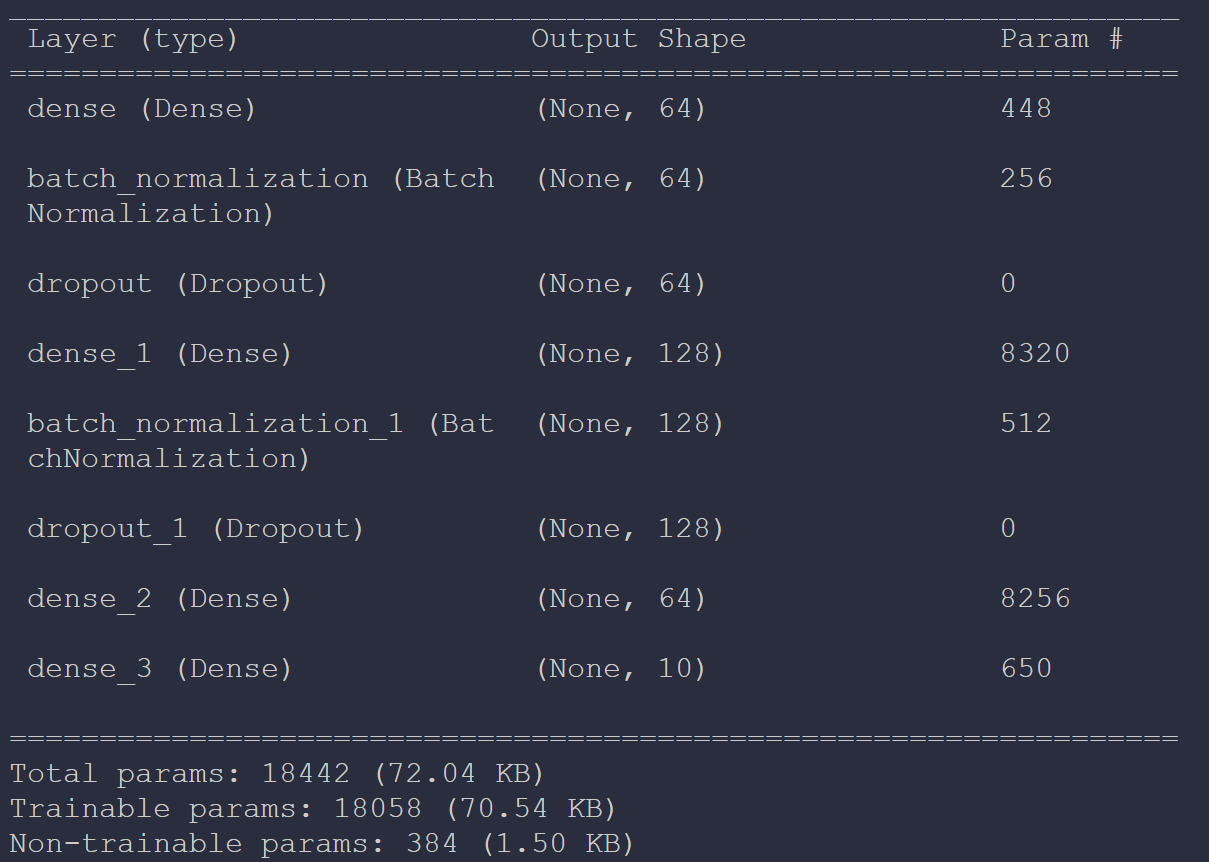 _________________________________________________________________
Layer (type)                Output Shape              Param #
=================================================================
dense (Dense)               (None, 64)                448
batch_normalization (Batch  (None, 64)                256
Normalization)
dropout (Dropout)           (None, 64)                0
dense_1 (Dense)             (None, 128)               8320
batch_normalization_1 (Bat  (None, 128)               512
chNormalization)
dropout_1 (Dropout)         (None, 128)               0
dense_2 (Dense)             (None, 64)                8256
dense_3 (Dense)             (None, 10)                650
=================================================================
Total params: 18442 (72.04 KB)
Trainable params: 18058 (70.54 KB)
Non-trainable params: 384 (1.50 KB)